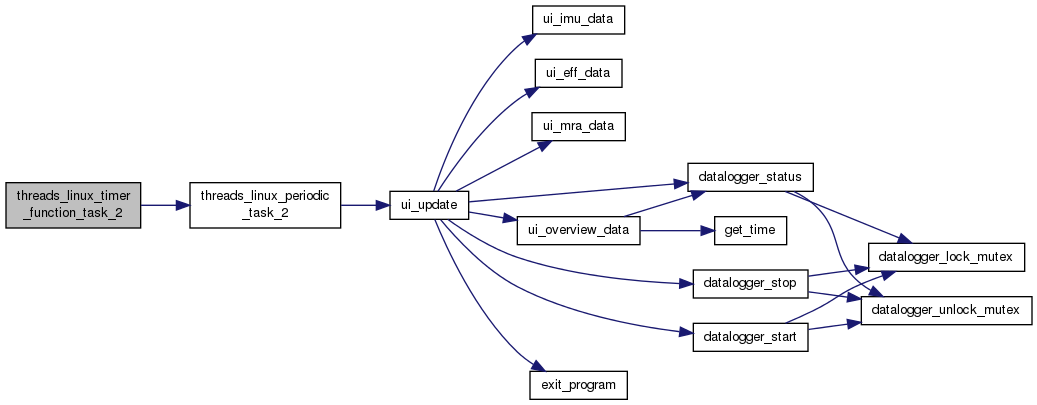 threads_linux_timer
_function_task_2
threads_linux_periodic
_task_2
ui_update
ui_imu_data
ui_eff_data
ui_mra_data
datalogger_status
ui_overview_data
get_time
datalogger_lock_mutex
datalogger_stop
datalogger_unlock_mutex
datalogger_start
exit_program